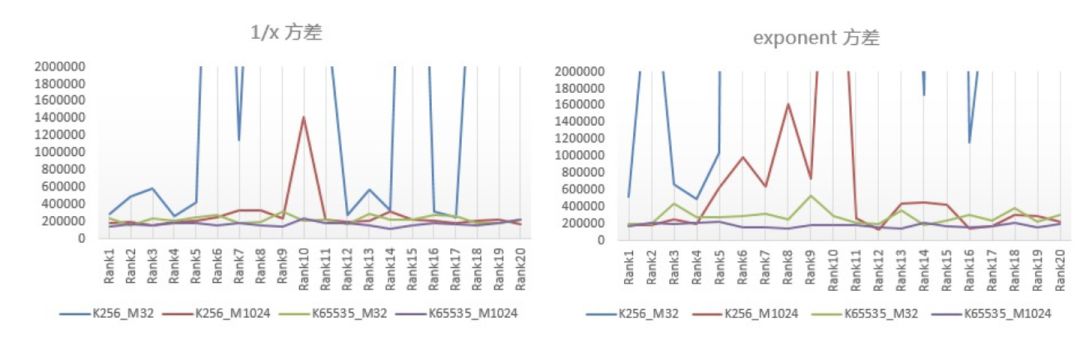 1/x 方差
2000000
1800000
1600000
1400000
1200000
1000000
800000
600000
400000
200000
0
Rank1
Rank2
Rank3
Rank4
Rank5
Rank6
Rank7
Rank8
Rank9
Rank10
Rank11
Rank12
Rank13
Rank14
Rank15
Rank16
Rank17
Rank18
Rank19
Rank20
K256_M32
K256_M1024
K65535_M32
K65535_M1024
exponent 方差
2000000
1800000
1600000
1400000
1200000
1000000
800000
600000
400000
200000
0
Rank1
Rank2
Rank3
Rank4
Rank5
Rank6
Rank7
Rank8
Rank9
Rank10
Rank11
Rank12
Rank13
Rank14
Rank15
Rank16
Rank17
Rank18
Rank19
Rank20
K256_M32
K256_M1024
K65535_M32
K65535_M1024